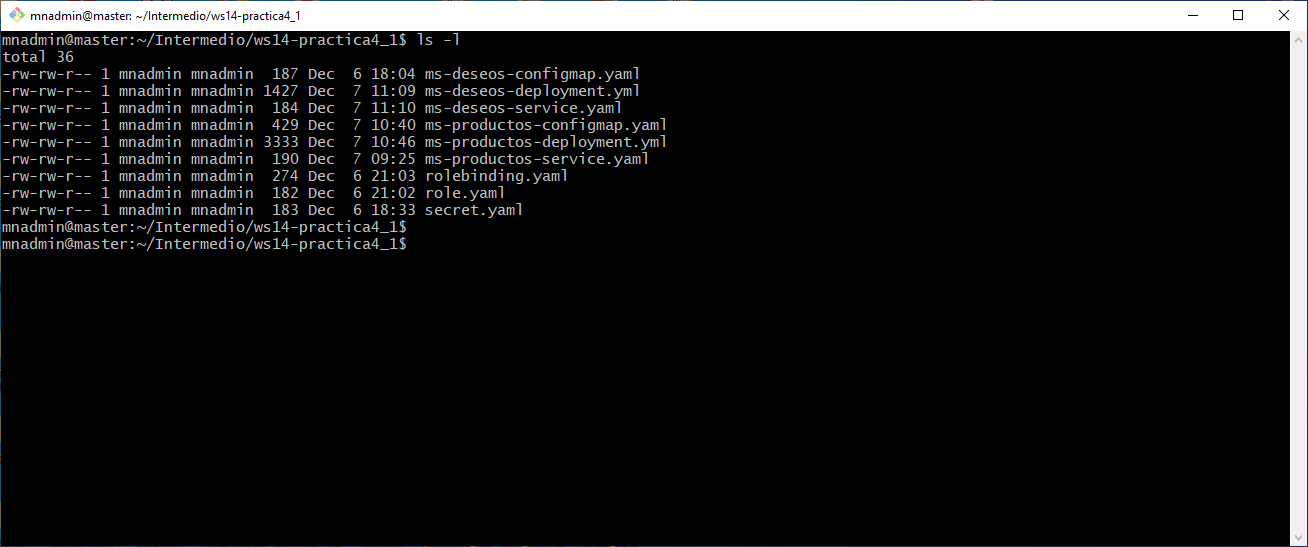 mnadmin@master: ~/Intermedio/ws14-practica4_1
mnadmin@master:~/Intermedio/ws14-practica4_1$ ls -l
total 36
-rw-rw-r-- 1 mnadmin mnadmin  187 Dec  6 18:04 ms-deseos-configmap.yaml
-rw-rw-r-- 1 mnadmin mnadmin 1427 Dec  7 11:09 ms-deseos-deployment.yml
-rw-rw-r-- 1 mnadmin mnadmin  184 Dec  7 11:10 ms-deseos-service.yaml
-rw-rw-r-- 1 mnadmin mnadmin  429 Dec  7 10:40 ms-productos-configmap.yaml
-rw-rw-r-- 1 mnadmin mnadmin 3333 Dec  7 10:46 ms-productos-deployment.yml
-rw-rw-r-- 1 mnadmin mnadmin  190 Dec  7 09:25 ms-productos-service.yaml
-rw-rw-r-- 1 mnadmin mnadmin  274 Dec  6 21:03 rolebinding.yaml
-rw-rw-r-- 1 mnadmin mnadmin  182 Dec  6 21:02 role.yaml
-rw-rw-r-- 1 mnadmin mnadmin  183 Dec  6 18:33 secret.yaml
mnadmin@master:~/Intermedio/ws14-practica4_1$
mnadmin@master:~/Intermedio/ws14-practica4_1$